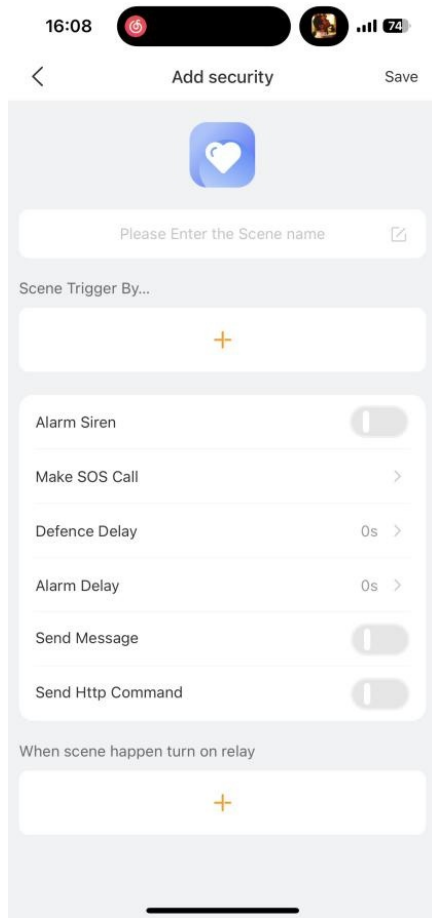 16:08
74
Add security
Save
Please Enter the Scene name
Scene Trigger By...
Alarm Siren
Make SOS Call
Defence Delay
0s
Alarm Delay
0s
Send Message
Send Http Command
When scene happen turn on relay